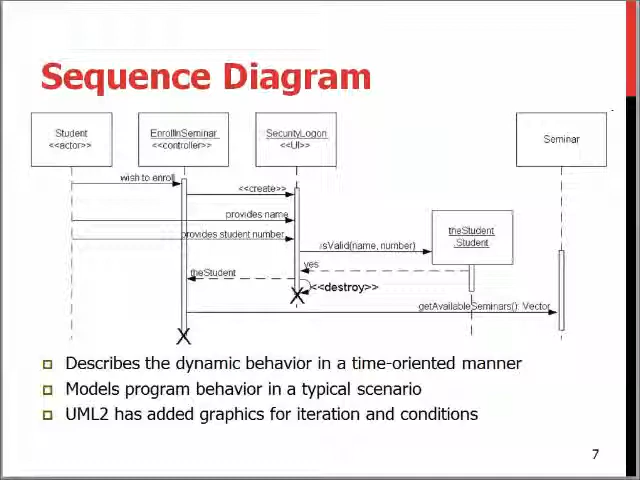 Sequence Diagram
Student
<<actor>>
EnrollInSeminar
<<controller>>
SecurityLogon
<<UI>>
Seminar
wish to enroll
<<create>>
provides name
provides student number
isValid(name, number)
theStudent
:Student
yes
theStudent
<<destroy>>
X
getAvailableSeminars(): Vector
X
Describes the dynamic behavior in a time-oriented manner
Models program behavior in a typical scenario
UML2 has added graphics for iteration and conditions
7